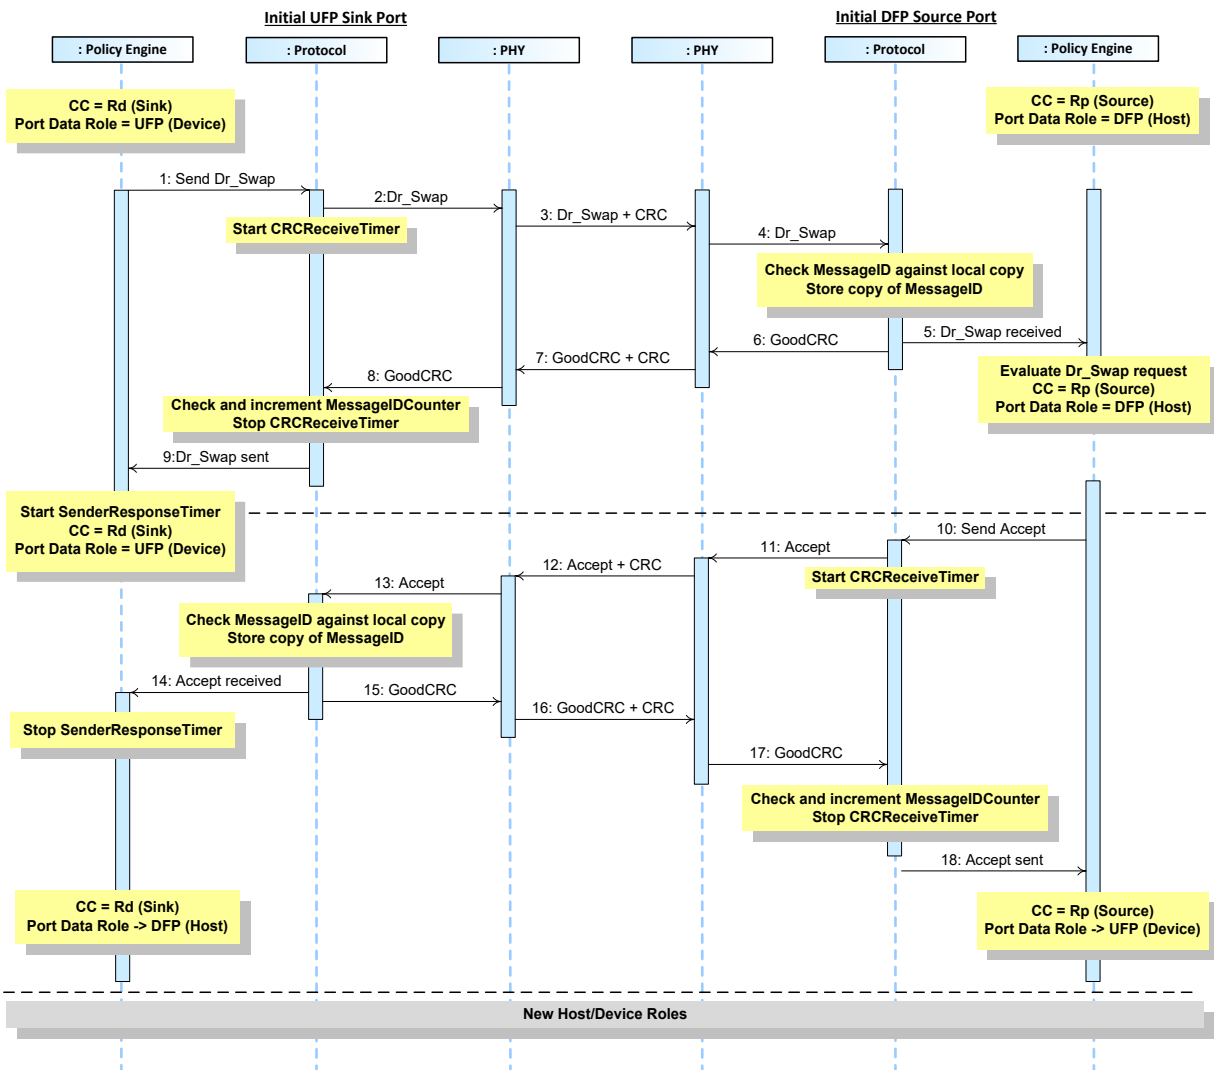 Initial UFP Sink Port
Initial DFP Source Port
: Policy Engine
: Protocol
: PHY
: PHY
: Protocol
: Policy Engine
CC = Rd (Sink)
Port Data Role = UFP (Device)
CC = Rp (Source)
Port Data Role = DFP (Host)
1: Send Dr_Swap
2:Dr_Swap
Start CRCReceiveTimer
3: Dr_Swap + CRC
4: Dr_Swap
Check MessageID against local copy
Store copy of MessageID
5: Dr_Swap received
6: GoodCRC
7: GoodCRC + CRC
8: GoodCRC
Evaluate Dr_Swap request
CC = Rp (Source)
Port Data Role = DFP (Host)
Check and increment MessageIDCounter
Stop CRCReceiveTimer
9:Dr_Swap sent
Start SenderResponseTimer
CC = Rd (Sink)
Port Data Role = UFP (Device)
10: Send Accept
11: Accept
Start CRCReceiveTimer
12: Accept + CRC
13: Accept
Check MessageID against local copy
Store copy of MessageID
14: Accept received
15: GoodCRC
16: GoodCRC + CRC
Stop SenderResponseTimer
17: GoodCRC
Check and increment MessageIDCounter
Stop CRCReceiveTimer
18: Accept sent
CC = Rd (Sink)
Port Data Role -> DFP (Host)
CC = Rp (Source)
Port Data Role -> UFP (Device)
New Host/Device Roles